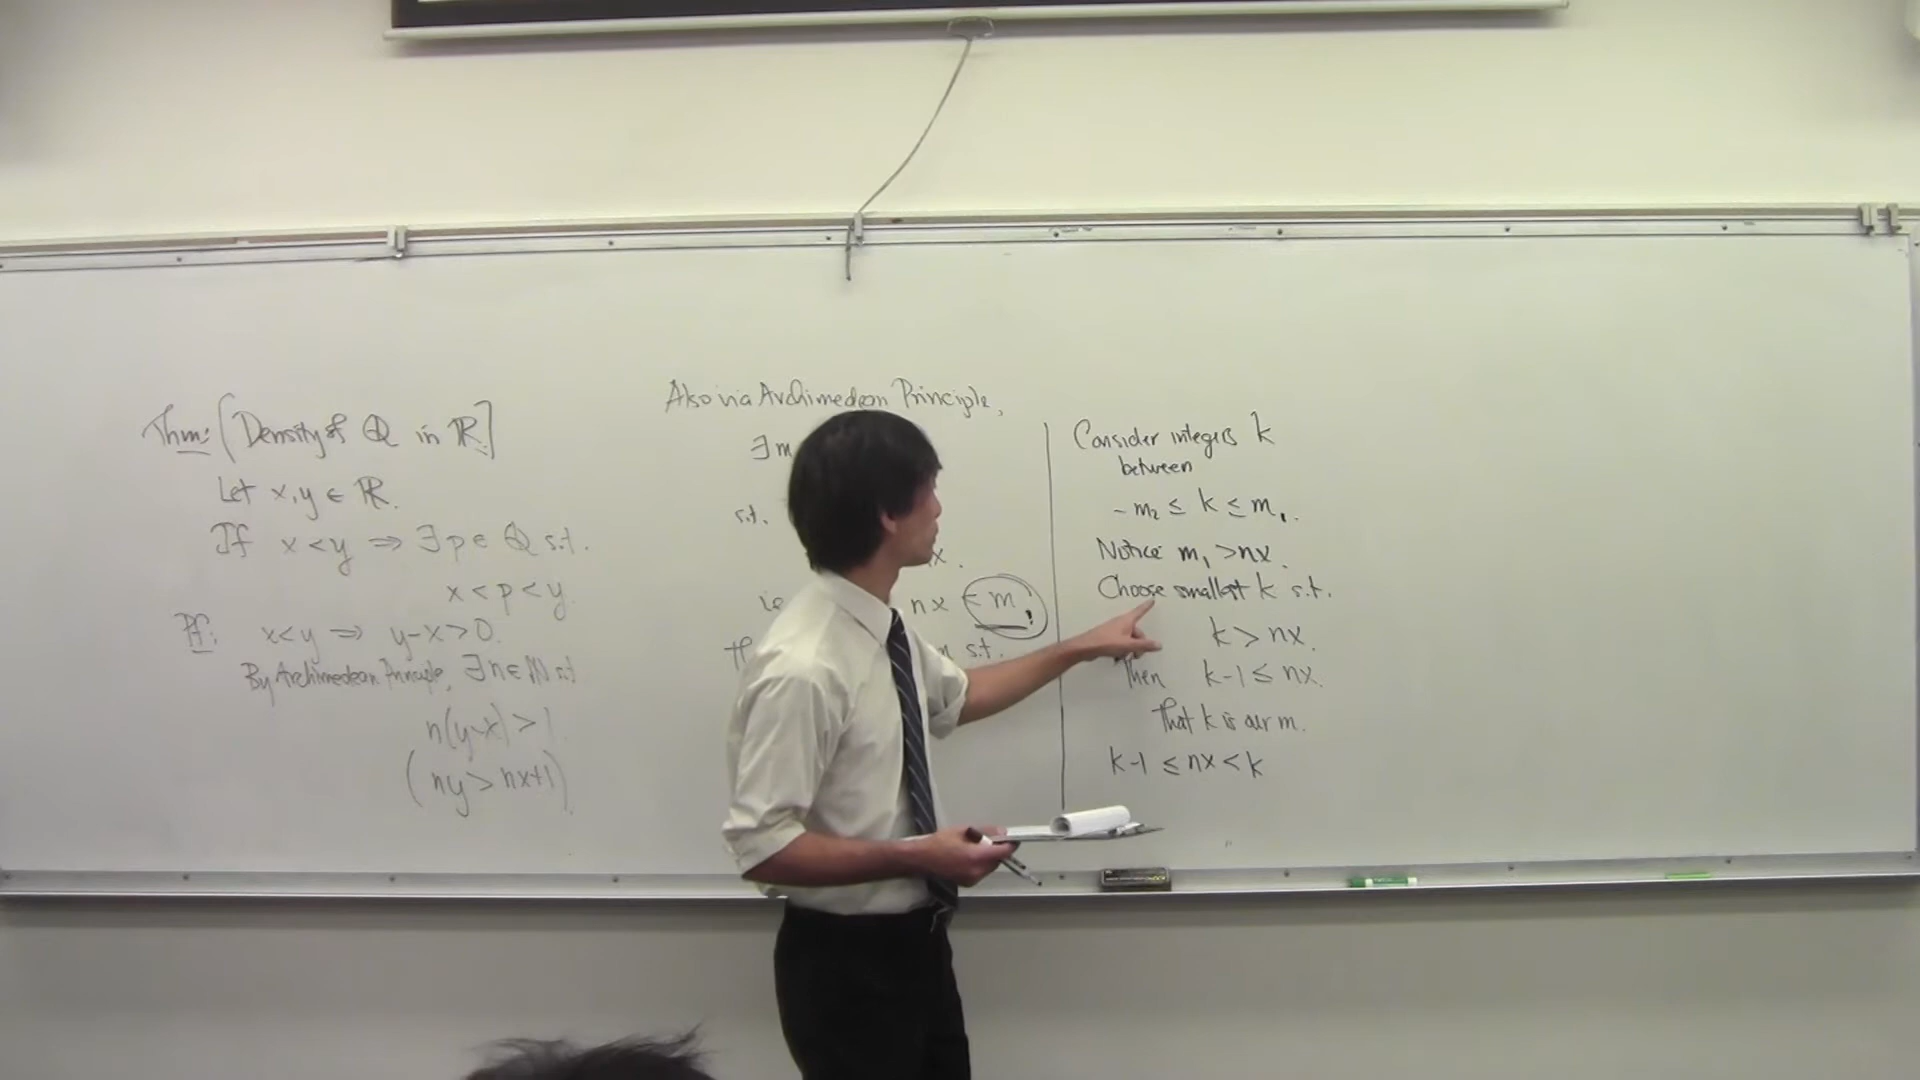 Thm: (Density of ℚ in ℝ]
Let x, y ∈ ℝ.
If x < y ⇒ ∃ p ∈ ℚ s.t.
x < p < y.
Pf: x < y ⇒ y-x > 0.
By Archimedean Principle, ∃ n ∈ ℕ s.t
n(y-x) > 1.
(ny > nx+1).
Also via Archimedean Principle,
∃ m
s.t.
x.
ie nx < m₁
s.t.
Consider integers k
between
-m₂ ≤ k ≤ m₁.
Notice m₁ > nx.
Choose smallest k s.t.
k > nx.
Then k-1 ≤ nx.
That k is our m.
k-1 ≤ nx < k